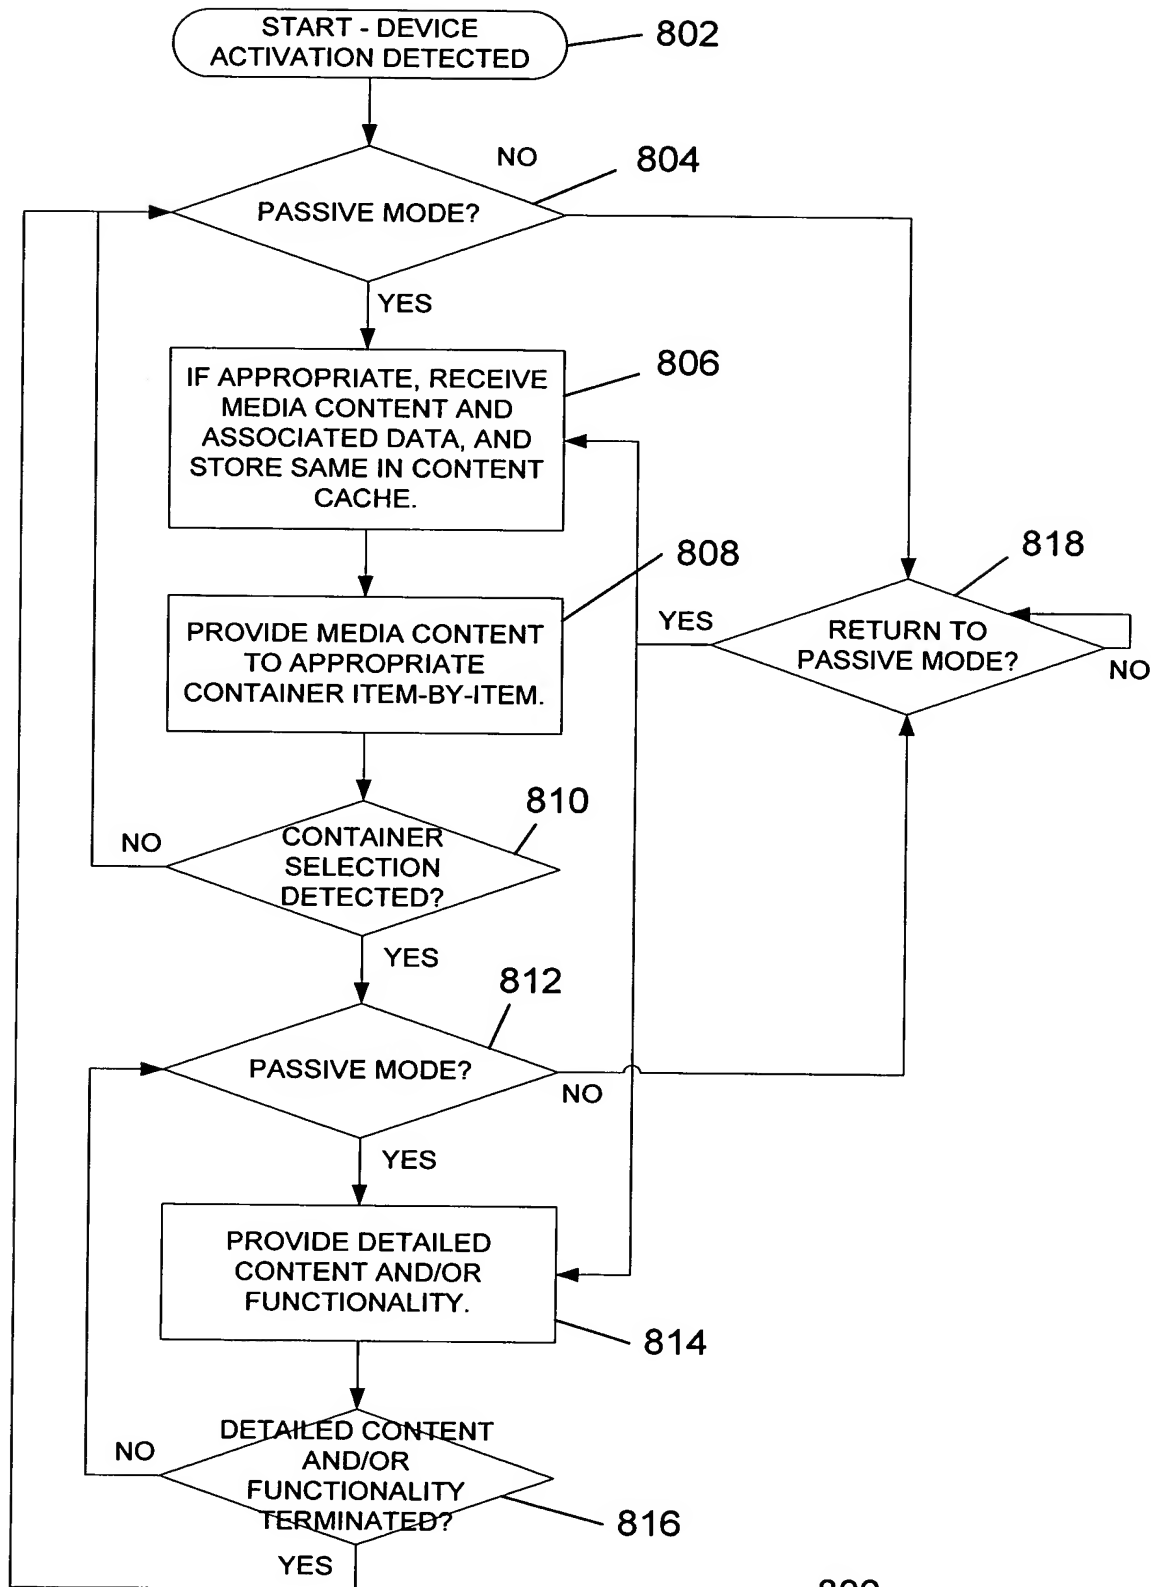 START - DEVICE
ACTIVATION DETECTED
802
NO
804
PASSIVE MODE?
YES
IF APPROPRIATE, RECEIVE
MEDIA CONTENT AND
ASSOCIATED DATA, AND
STORE SAME IN CONTENT
CACHE.
806
808
818
PROVIDE MEDIA CONTENT
TO APPROPRIATE
CONTAINER ITEM-BY-ITEM.
YES
RETURN TO
PASSIVE MODE?
NO
810
NO
CONTAINER
SELECTION
DETECTED?
YES
812
PASSIVE MODE?
NO
YES
PROVIDE DETAILED
CONTENT AND/OR
FUNCTIONALITY.
814
DETAILED CONTENT
AND/OR
FUNCTIONALITY
TERMINATED?
NO
816
YES